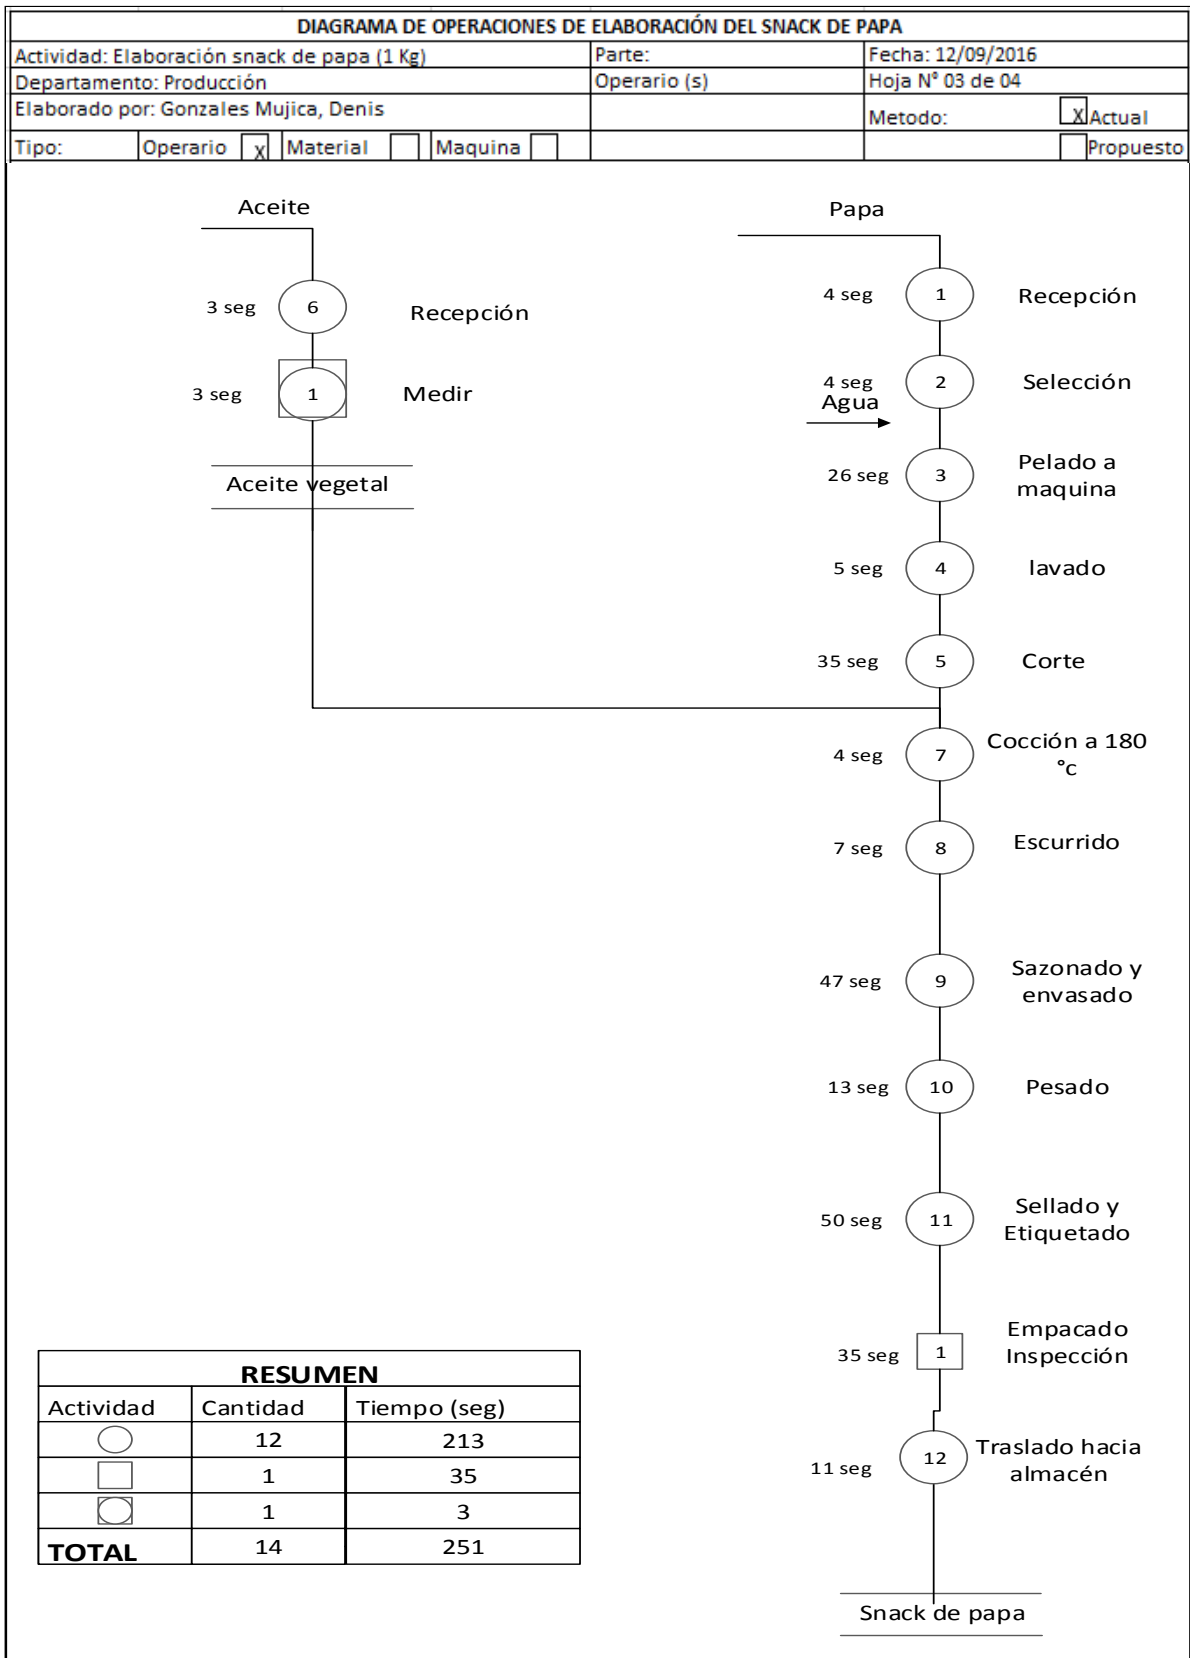 DIAGRAMA DE OPERACIONES DE ELABORACIÓN DEL SNACK DE PAPA
Actividad: Elaboración snack de papa (1 Kg)
Parte:
Fecha: 12/09/2016
Departamento: Producción
Operario (s)
Hoja N° 03 de 04
Elaborado por: Gonzales Mujica, Denis
Metodo:
X Actual
Tipo:
Operario X
Material
Maquina
Propuesto
Aceite
3 seg
6
Recepción
3 seg
1
Medir
Aceite vegetal
Papa
4 seg
1
Recepción
4 seg
2
Selección
Agua
26 seg
3
Pelado a
maquina
5 seg
4
lavado
35 seg
5
Corte
4 seg
7
Cocción a 180
°c
7 seg
8
Escurrido
47 seg
9
Sazonado y
envasado
13 seg
10
Pesado
50 seg
11
Sellado y
Etiquetado
35 seg
1
Empacado
Inspección
11 seg
12
Traslado hacia
almacén
Snack de papa
RESUMEN
Actividad Cantidad Tiempo (seg)
12 213
1 35
1 3
TOTAL 14 251